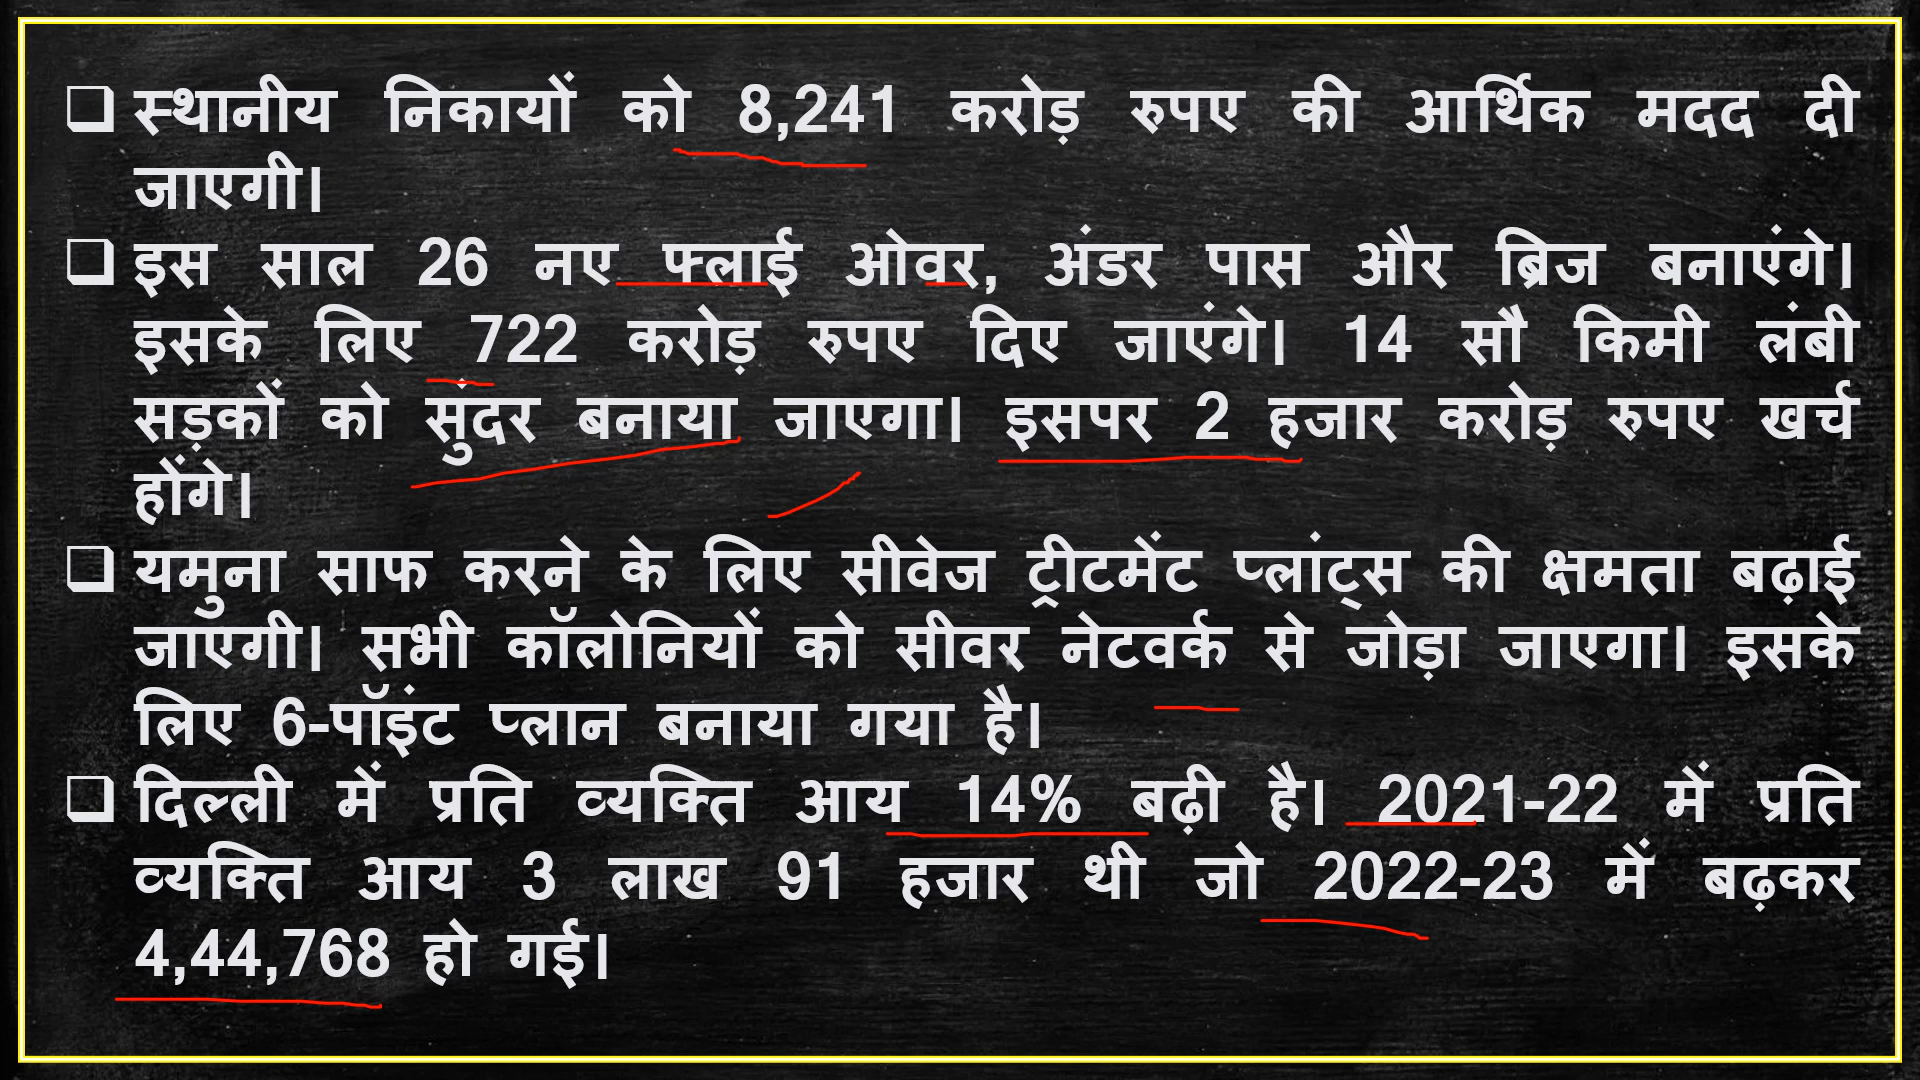 स्थानीय निकायों को 8,241 करोड़ रुपए की आर्थिक मदद दी
जाएगी।
इस साल 26 नए फ्लाई ओवर, अंडर पास और ब्रिज बनाएंगे।
इसके लिए 722 करोड़ रुपए दिए जाएंगे। 14 सौ किमी लंबी
सड़कों को सुंदर बनाया जाएगा। इसपर 2 हजार करोड़ रुपए खर्च
होंगे।
यमुना साफ करने के लिए सीवेज ट्रीटमेंट प्लांट्स की क्षमता बढ़ाई
जाएगी। सभी कॉलोनियों को सीवर नेटवर्क से जोड़ा जाएगा। इसके
लिए 6-पॉइंट प्लान बनाया गया है।
दिल्ली में प्रति व्यक्ति आय 14% बढ़ी है। 2021-22 में प्रति
व्यक्ति आय 3 लाख 91 हजार थी जो 2022-23 में बढ़कर
4,44,768 हो गई।